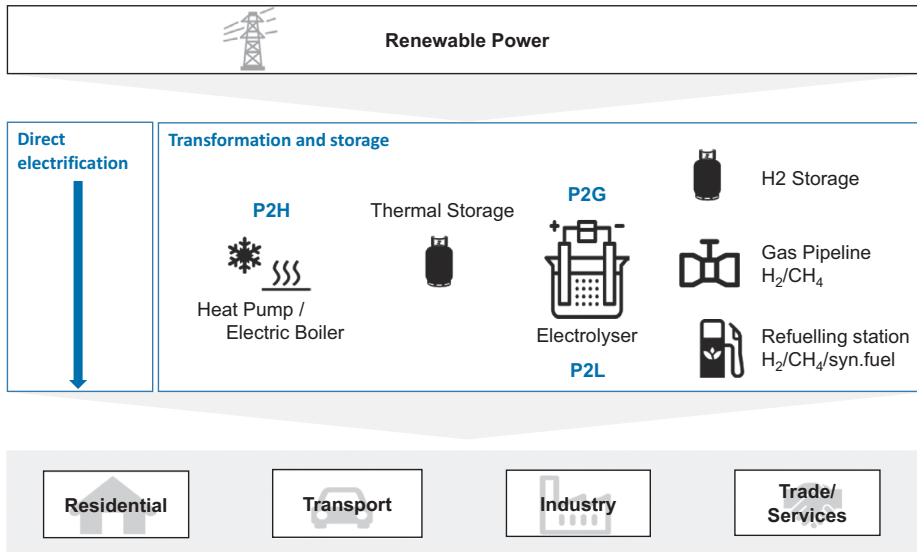 Renewable Power
Direct
electrification
Transformation and storage
P2H
Heat Pump /
Electric Boiler
Thermal Storage
P2G
+ −
Electrolyser
P2L
H2 Storage
Gas Pipeline
H₂/CH₄
Refuelling station
H₂/CH₄/syn.fuel
Residential
Transport
Industry
Trade/
Services